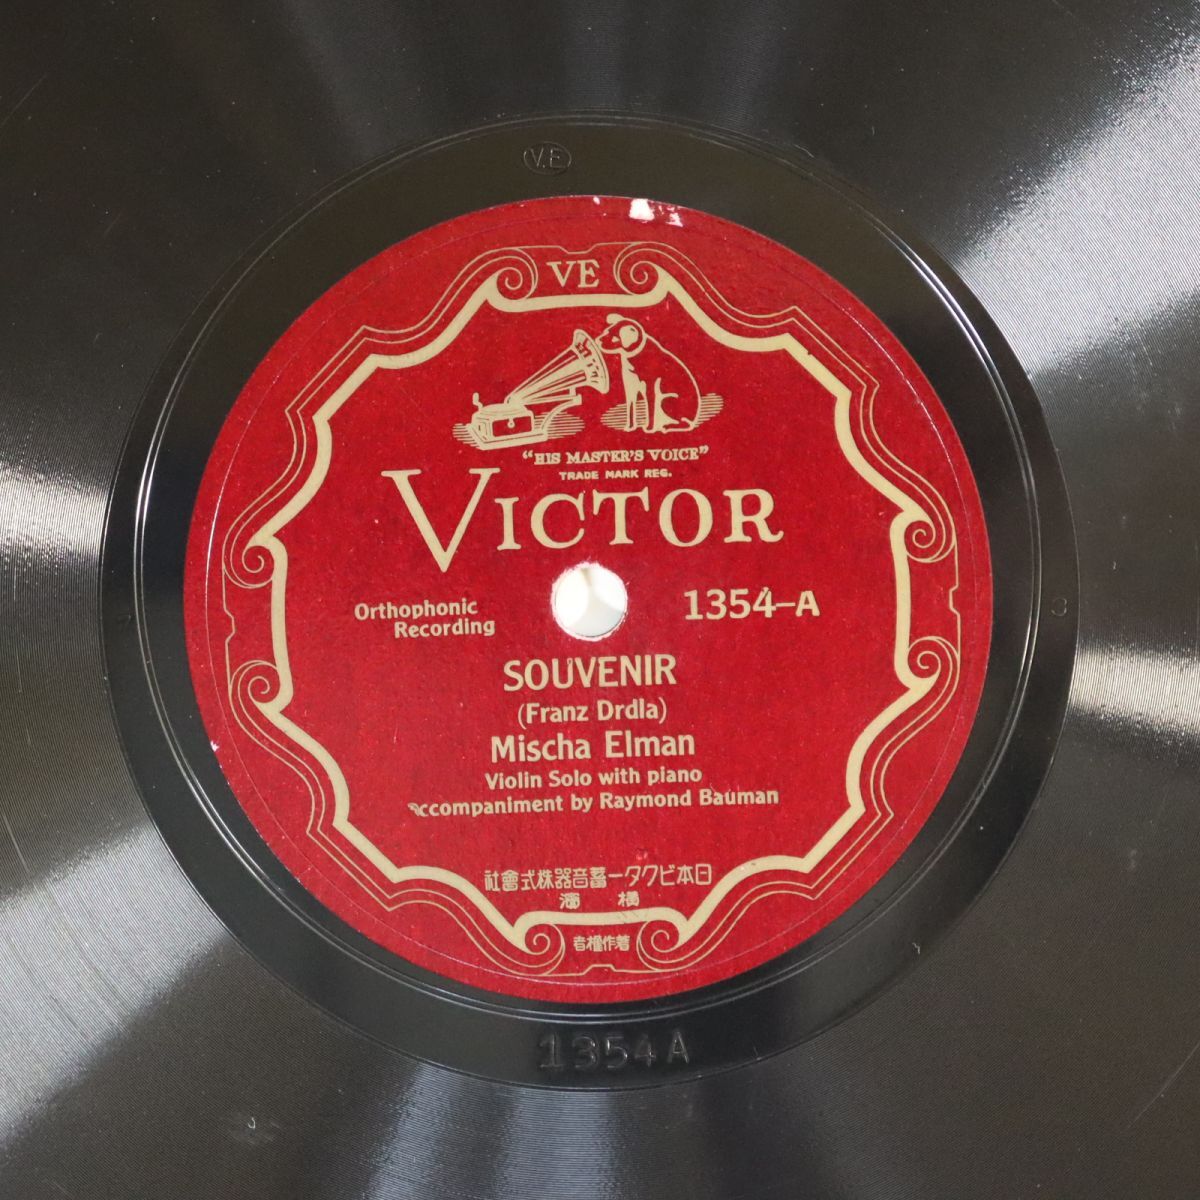 V.E.
VE
"HIS MASTER'S VOICE"
TRADE MARK REG.
VICTOR
Orthophonic
Recording
1354-A
SOUVENIR
(Franz Drdla)
Mischa Elman
Violin Solo with piano
Accompaniment by Raymond Bauman
日本ビクター蓄音器株式會社
横濱
著作權者
1354A